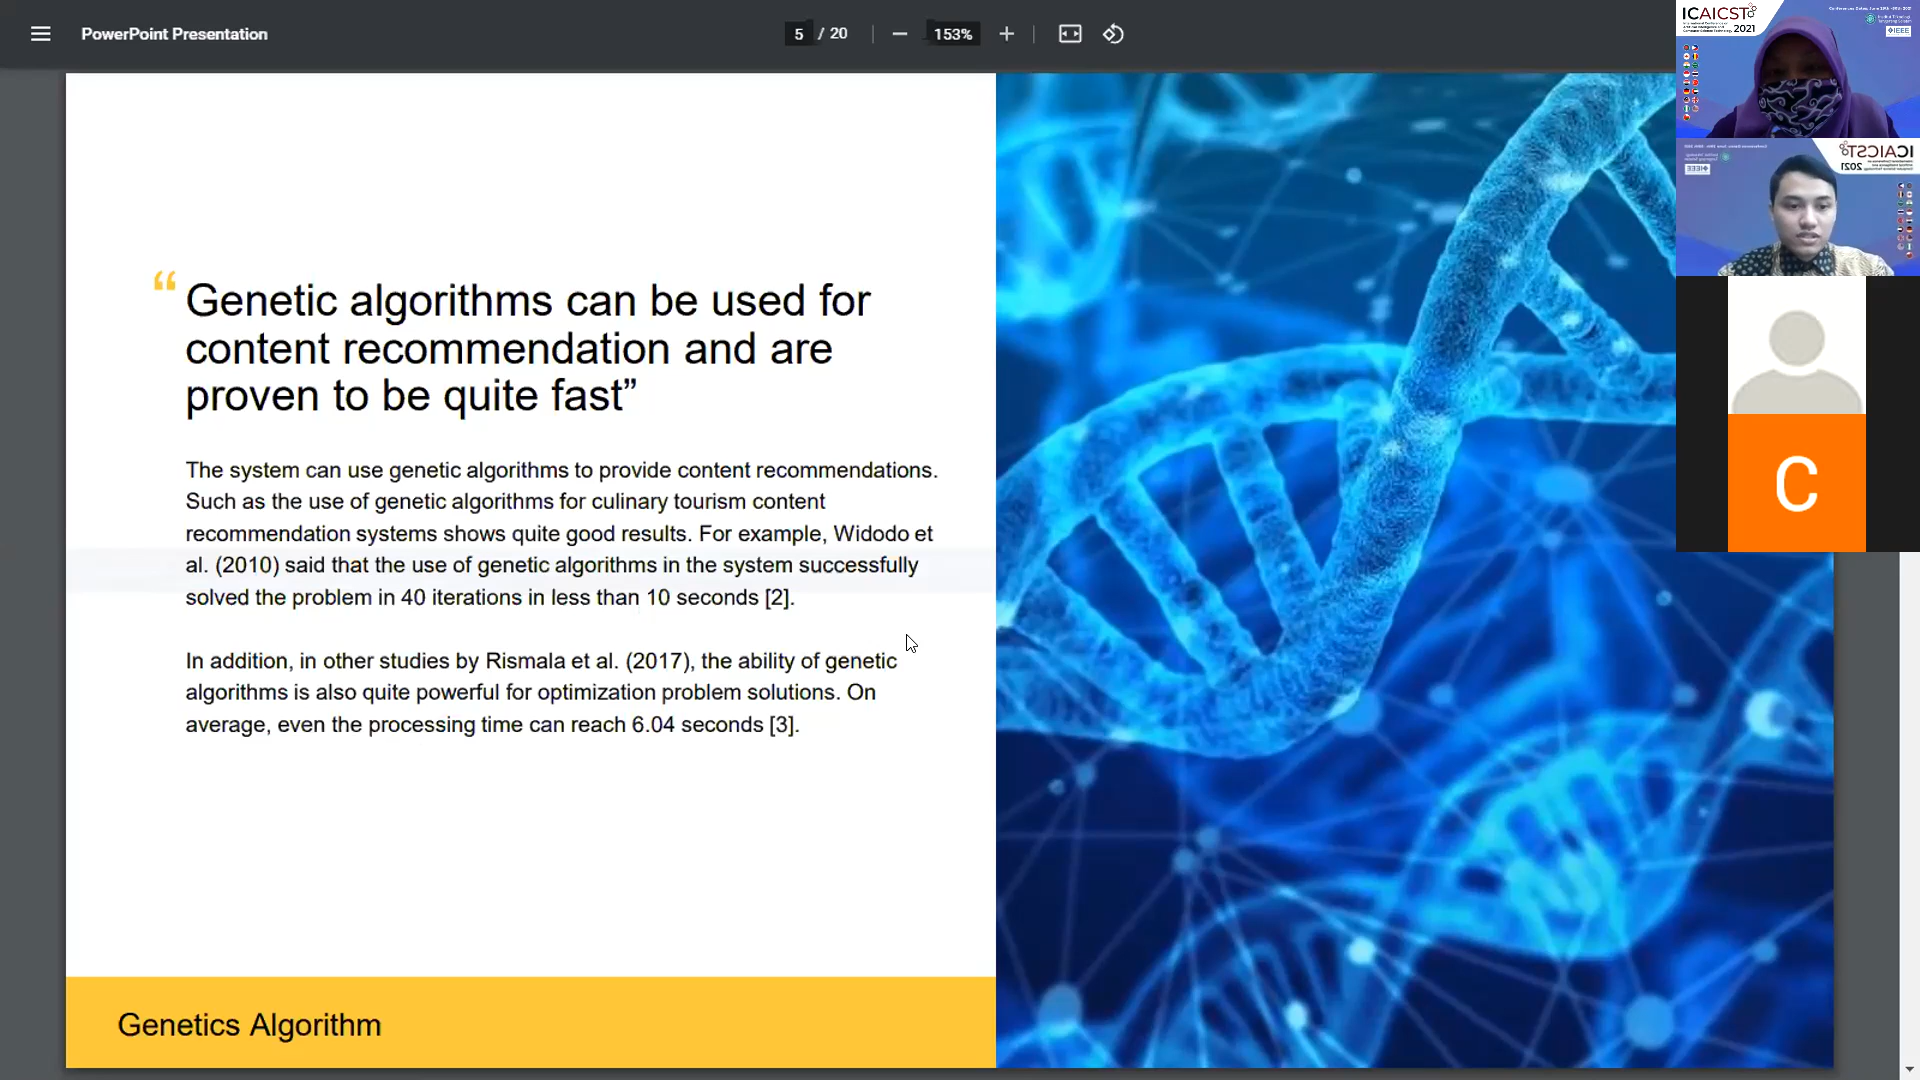 PowerPoint Presentation
5 / 20
153%
“ Genetic algorithms can be used for
content recommendation and are
proven to be quite fast”
The system can use genetic algorithms to provide content recommendations.
Such as the use of genetic algorithms for culinary tourism content
recommendation systems shows quite good results. For example, Widodo et
al. (2010) said that the use of genetic algorithms in the system successfully
solved the problem in 40 iterations in less than 10 seconds [2].
In addition, in other studies by Rismala et al. (2017), the ability of genetic
algorithms is also quite powerful for optimization problem solutions. On
average, even the processing time can reach 6.04 seconds [3].
Genetics Algorithm
ICAICST
2021
IEEE
ICAICST
2021
IEEE
C